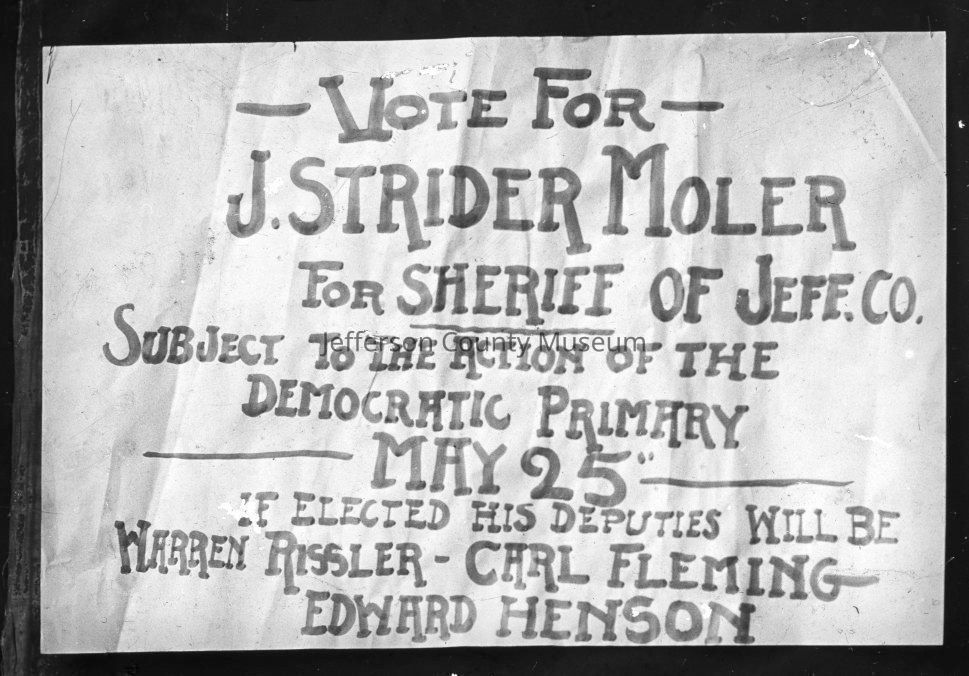 — VOTE FOR —
J. STRIDER MOLER
FOR SHERIFF OF JEFF. CO.
SUBJECT TO THE ACTION OF THE
Jefferson County Museum
DEMOCRATIC PRIMARY
— MAY 25" —
IF ELECTED HIS DEPUTIES WILL BE
WARREN RISSLER - CARL FLEMING —
EDWARD HENSON